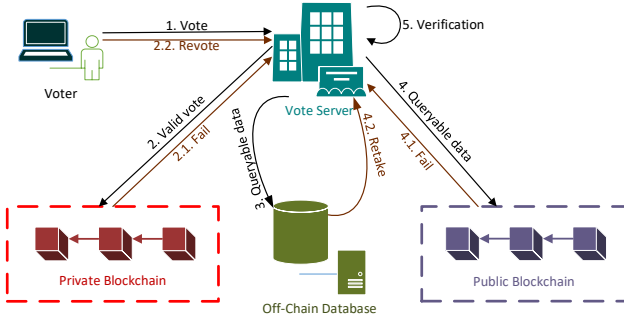 1. Vote
2.2. Revote
5. Verification
Voter
Vote Server
2. Valid vote
2.1. Fail
3. Queryable data
4.2. Retake
4. Queryable data
4.1. Fail
Private Blockchain
Off-Chain Database
Public Blockchain